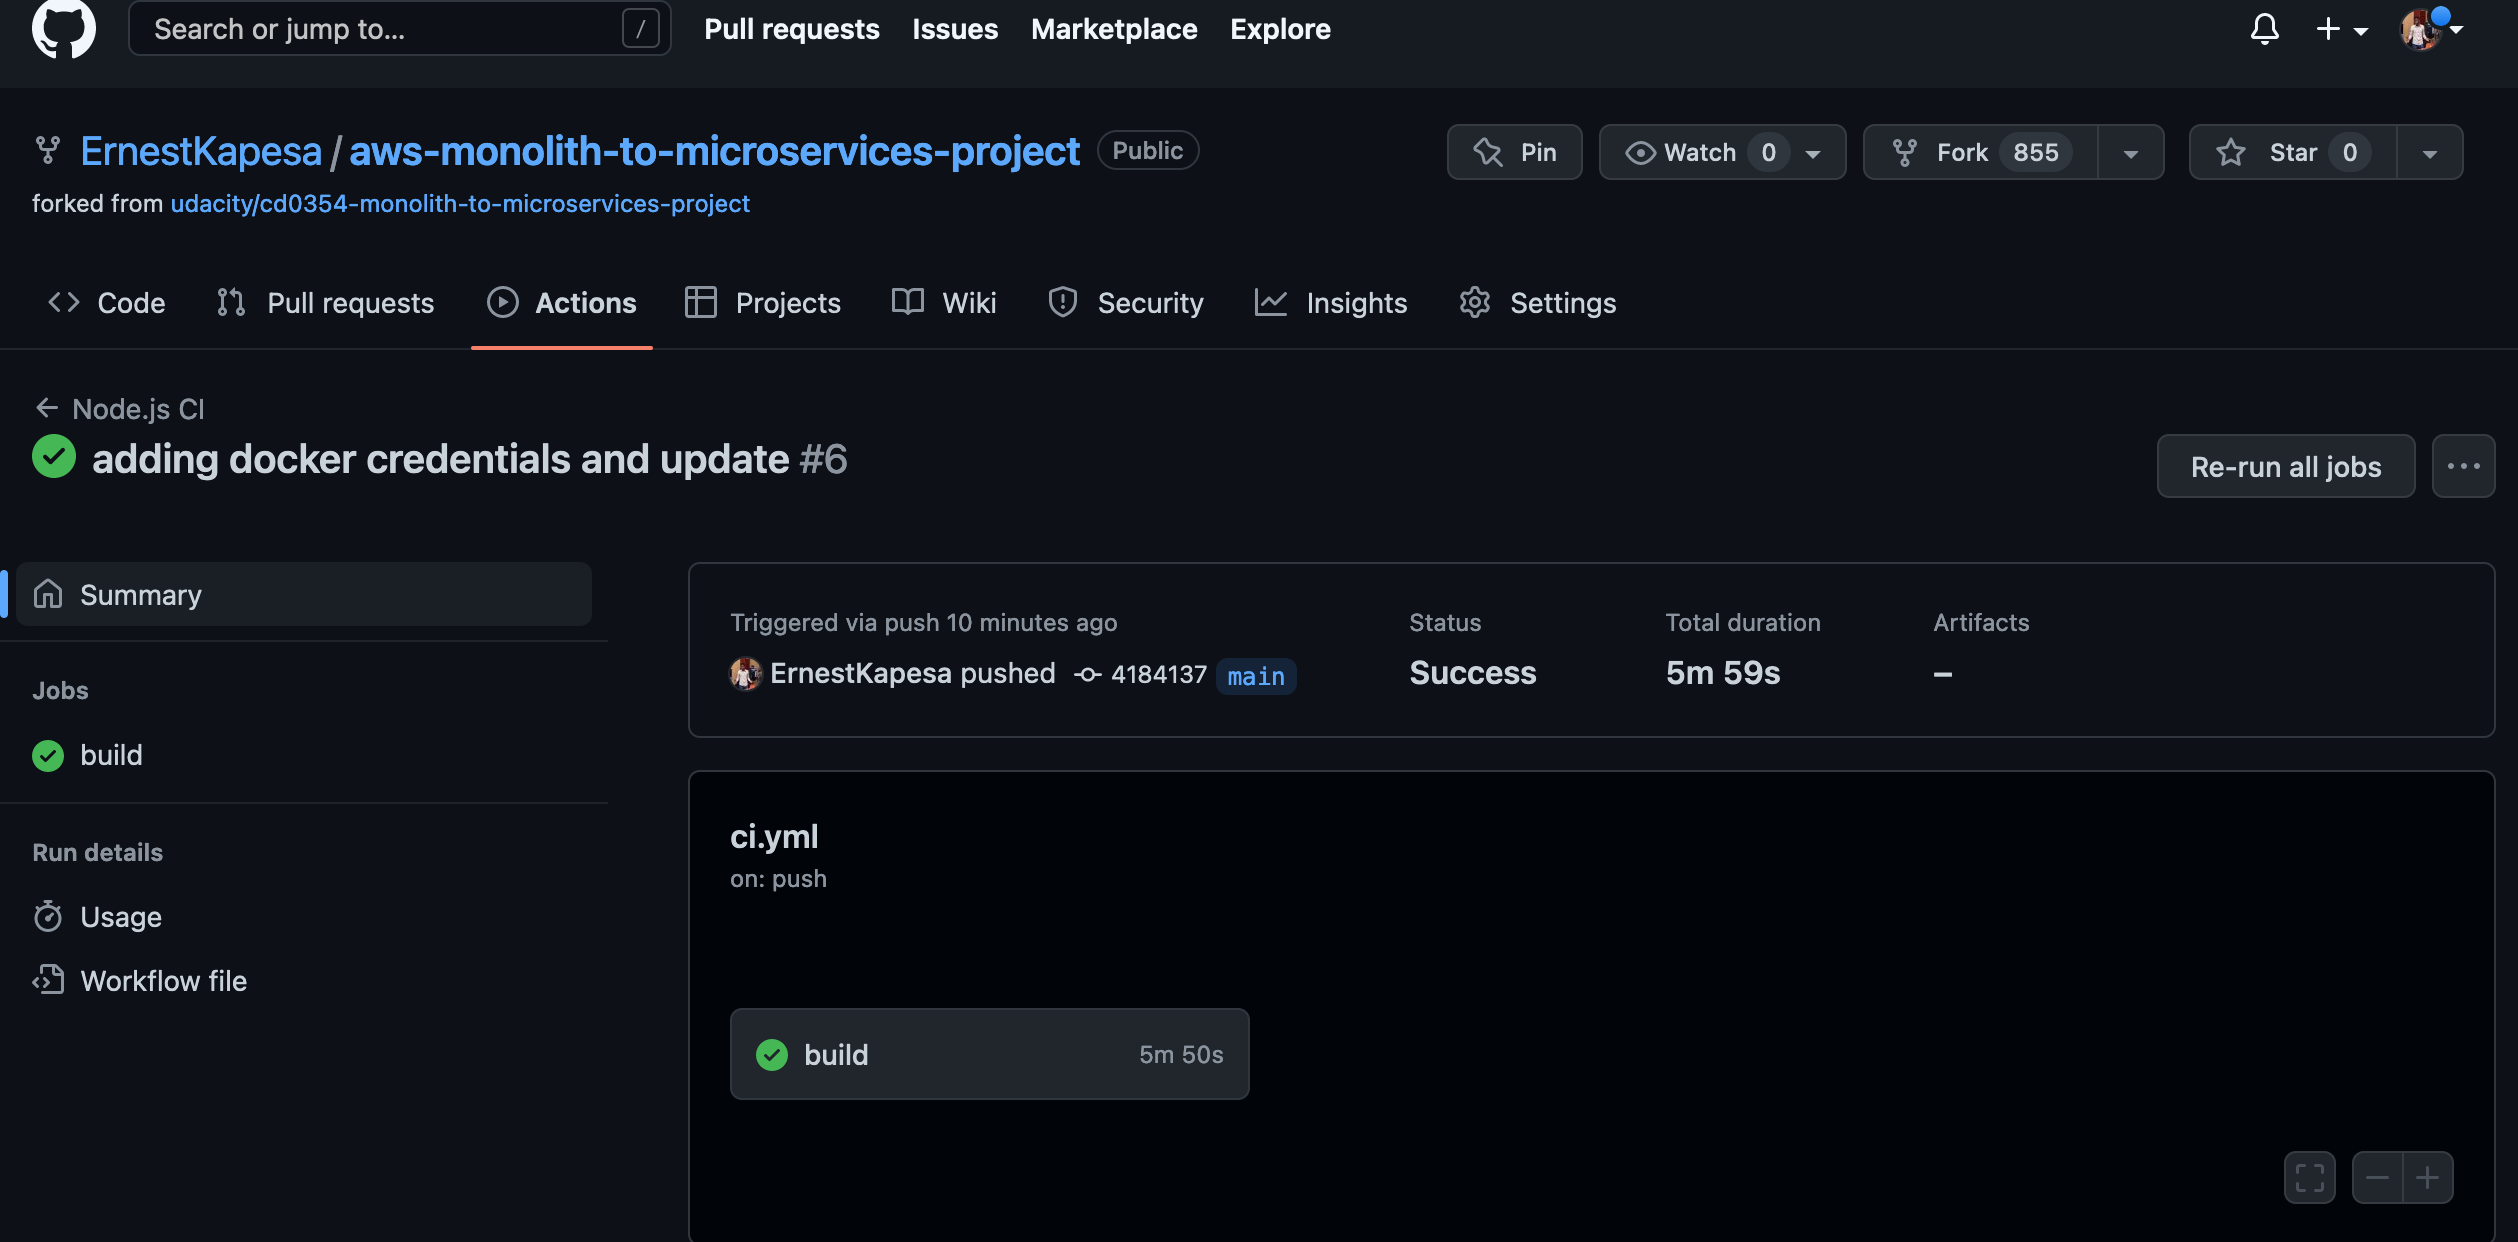 Search or jump to... /
Pull requests Issues Marketplace Explore
ErnestKapesa / aws-monolith-to-microservices-project Public
Pin Watch 0 Fork 855 Star 0
forked from udacity/cd0354-monolith-to-microservices-project
Code Pull requests Actions Projects Wiki Security Insights Settings
Node.js CI
adding docker credentials and update #6
Re-run all jobs
Summary
Jobs
build
Run details
Usage
Workflow file
Triggered via push 10 minutes ago
ErnestKapesa pushed 4184137 main
Status
Success
Total duration
5m 59s
Artifacts
–
ci.yml
on: push
build 5m 50s